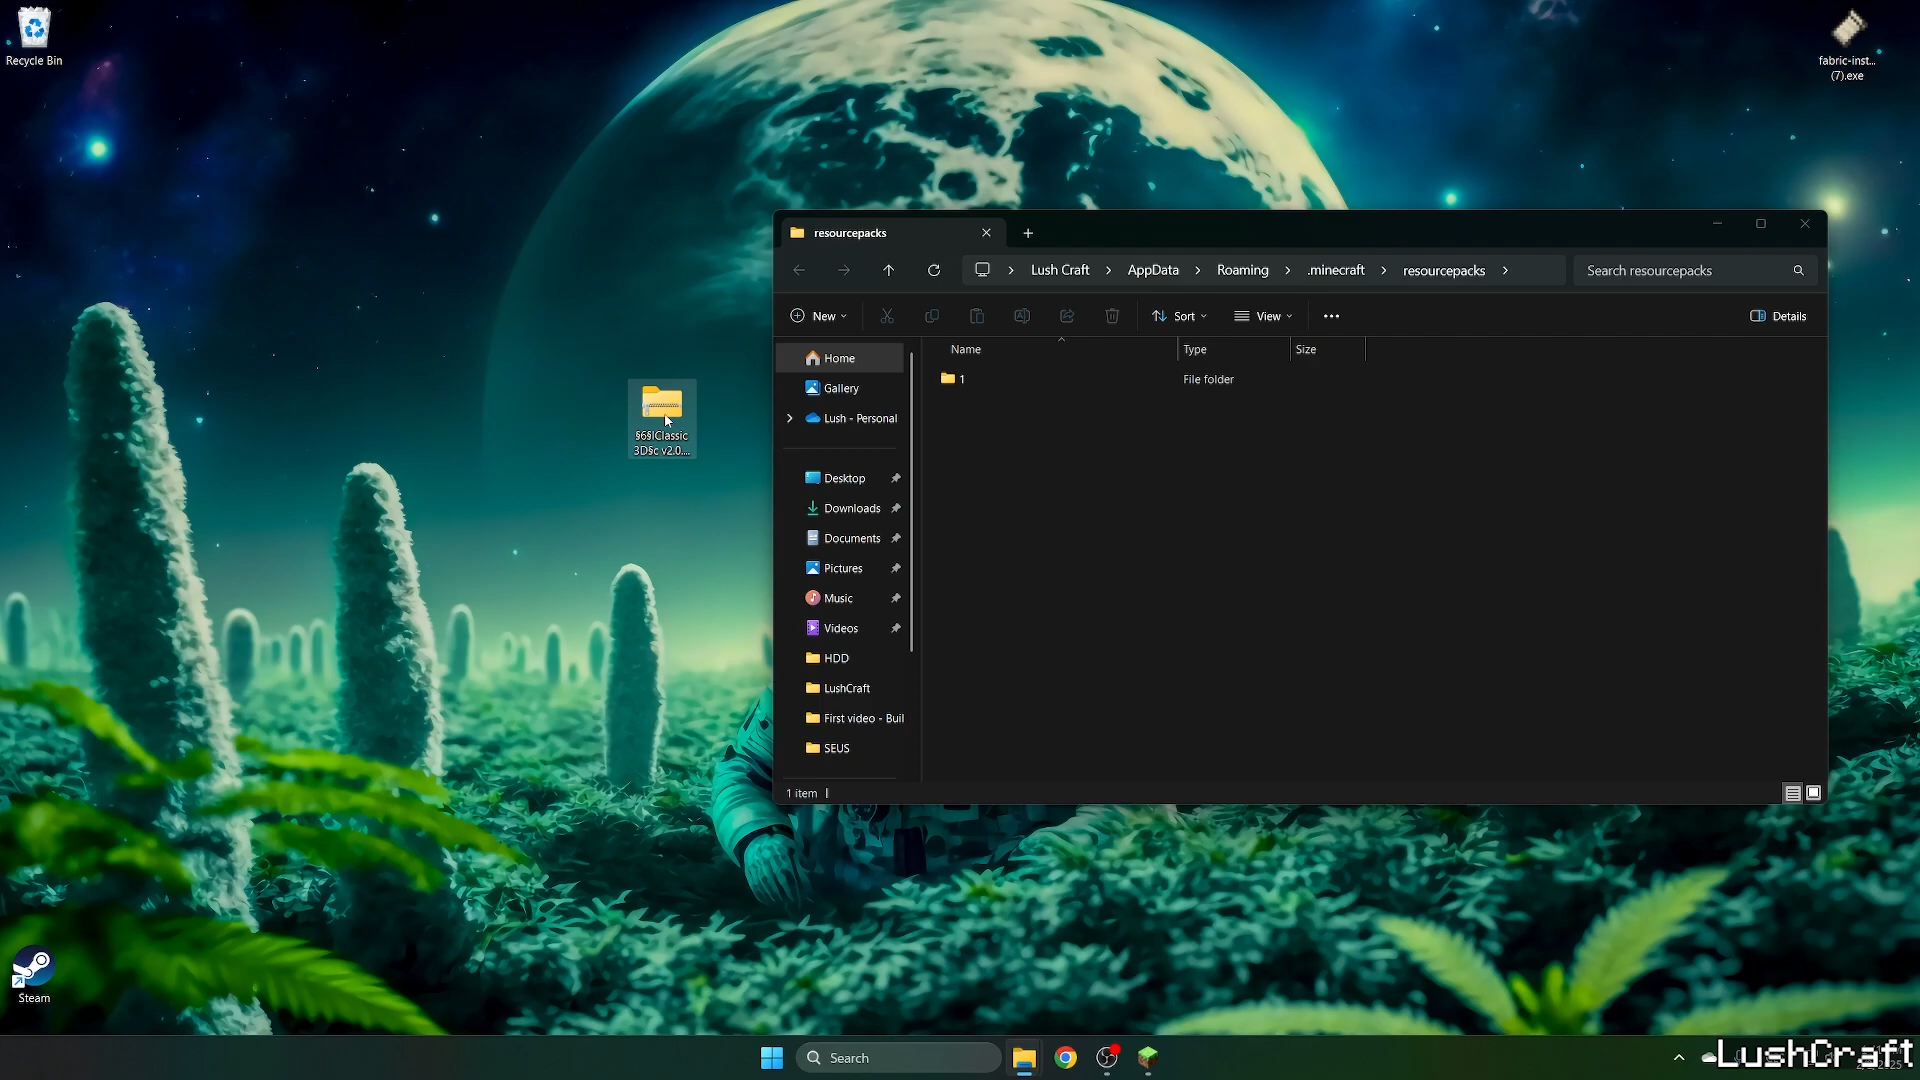 Recycle Bin
fabric-inst...
(7).exe
resourcepacks
Lush Craft
AppData
Roaming
.minecraft
resourcepacks
Search resourcepacks
New
Sort
View
Details
Name
Type
Size
1
File folder
Home
Gallery
Lush - Personal
§6§lClassic
3D§c v2.0....
Desktop
Downloads
Documents
Pictures
Music
Videos
HDD
LushCraft
First video - Buil
SEUS
1 item
Steam
Search
LushCraft